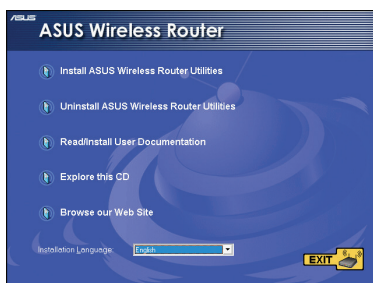 ASUS
ASUS Wireless Router
Install ASUS Wireless Router Utilities
Uninstall ASUS Wireless Router Utilities
Read/Install User Documentation
Explore this CD
Browse our Web Site
Installation Language: English
EXIT